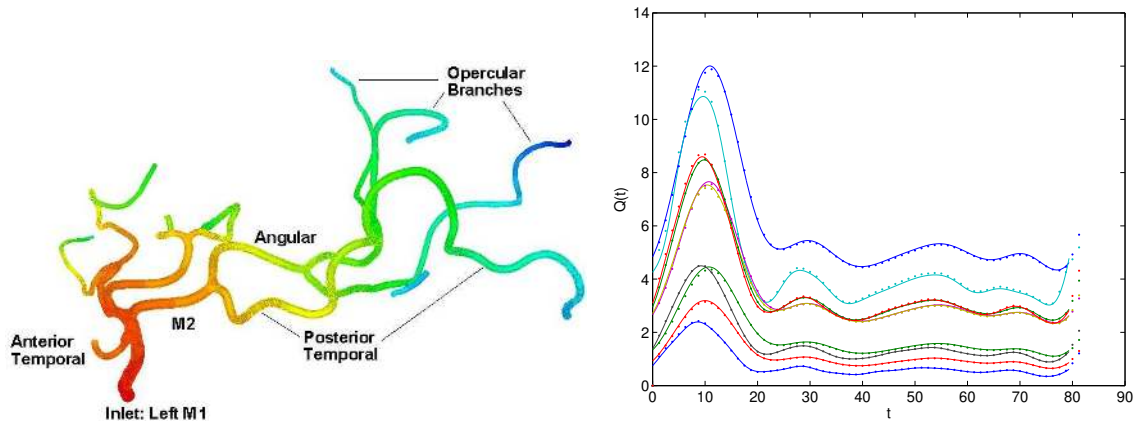 Opercular
Branches
Angular
M2
Anterior
Temporal
Posterior
Temporal
Inlet: Left M1
14
12
10
8
6
4
2
0
Q(t)
0 10 20 30 40 50 60 70 80 90
t